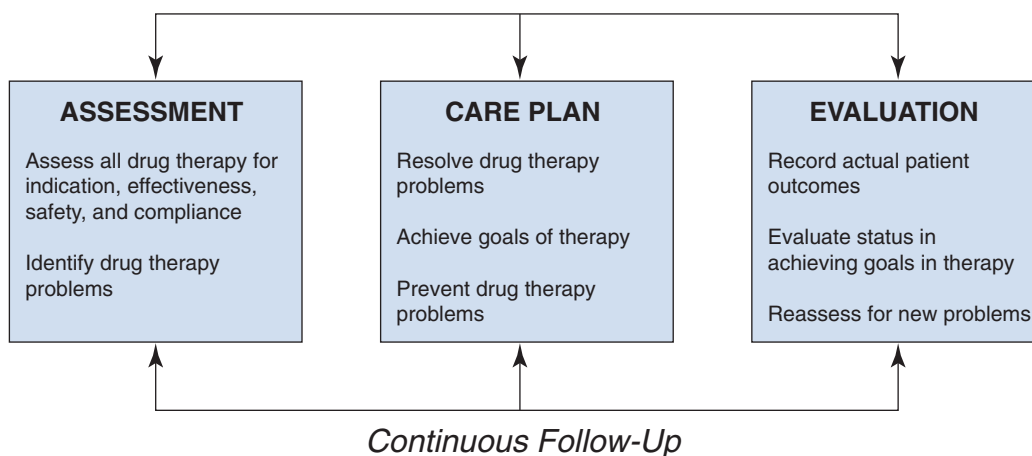 ASSESSMENT
Assess all drug therapy for
indication, effectiveness,
safety, and compliance
Identify drug therapy
problems
CARE PLAN
Resolve drug therapy
problems
Achieve goals of therapy
Prevent drug therapy
problems
EVALUATION
Record actual patient
outcomes
Evaluate status in
achieving goals in therapy
Reassess for new problems
Continuous Follow-Up